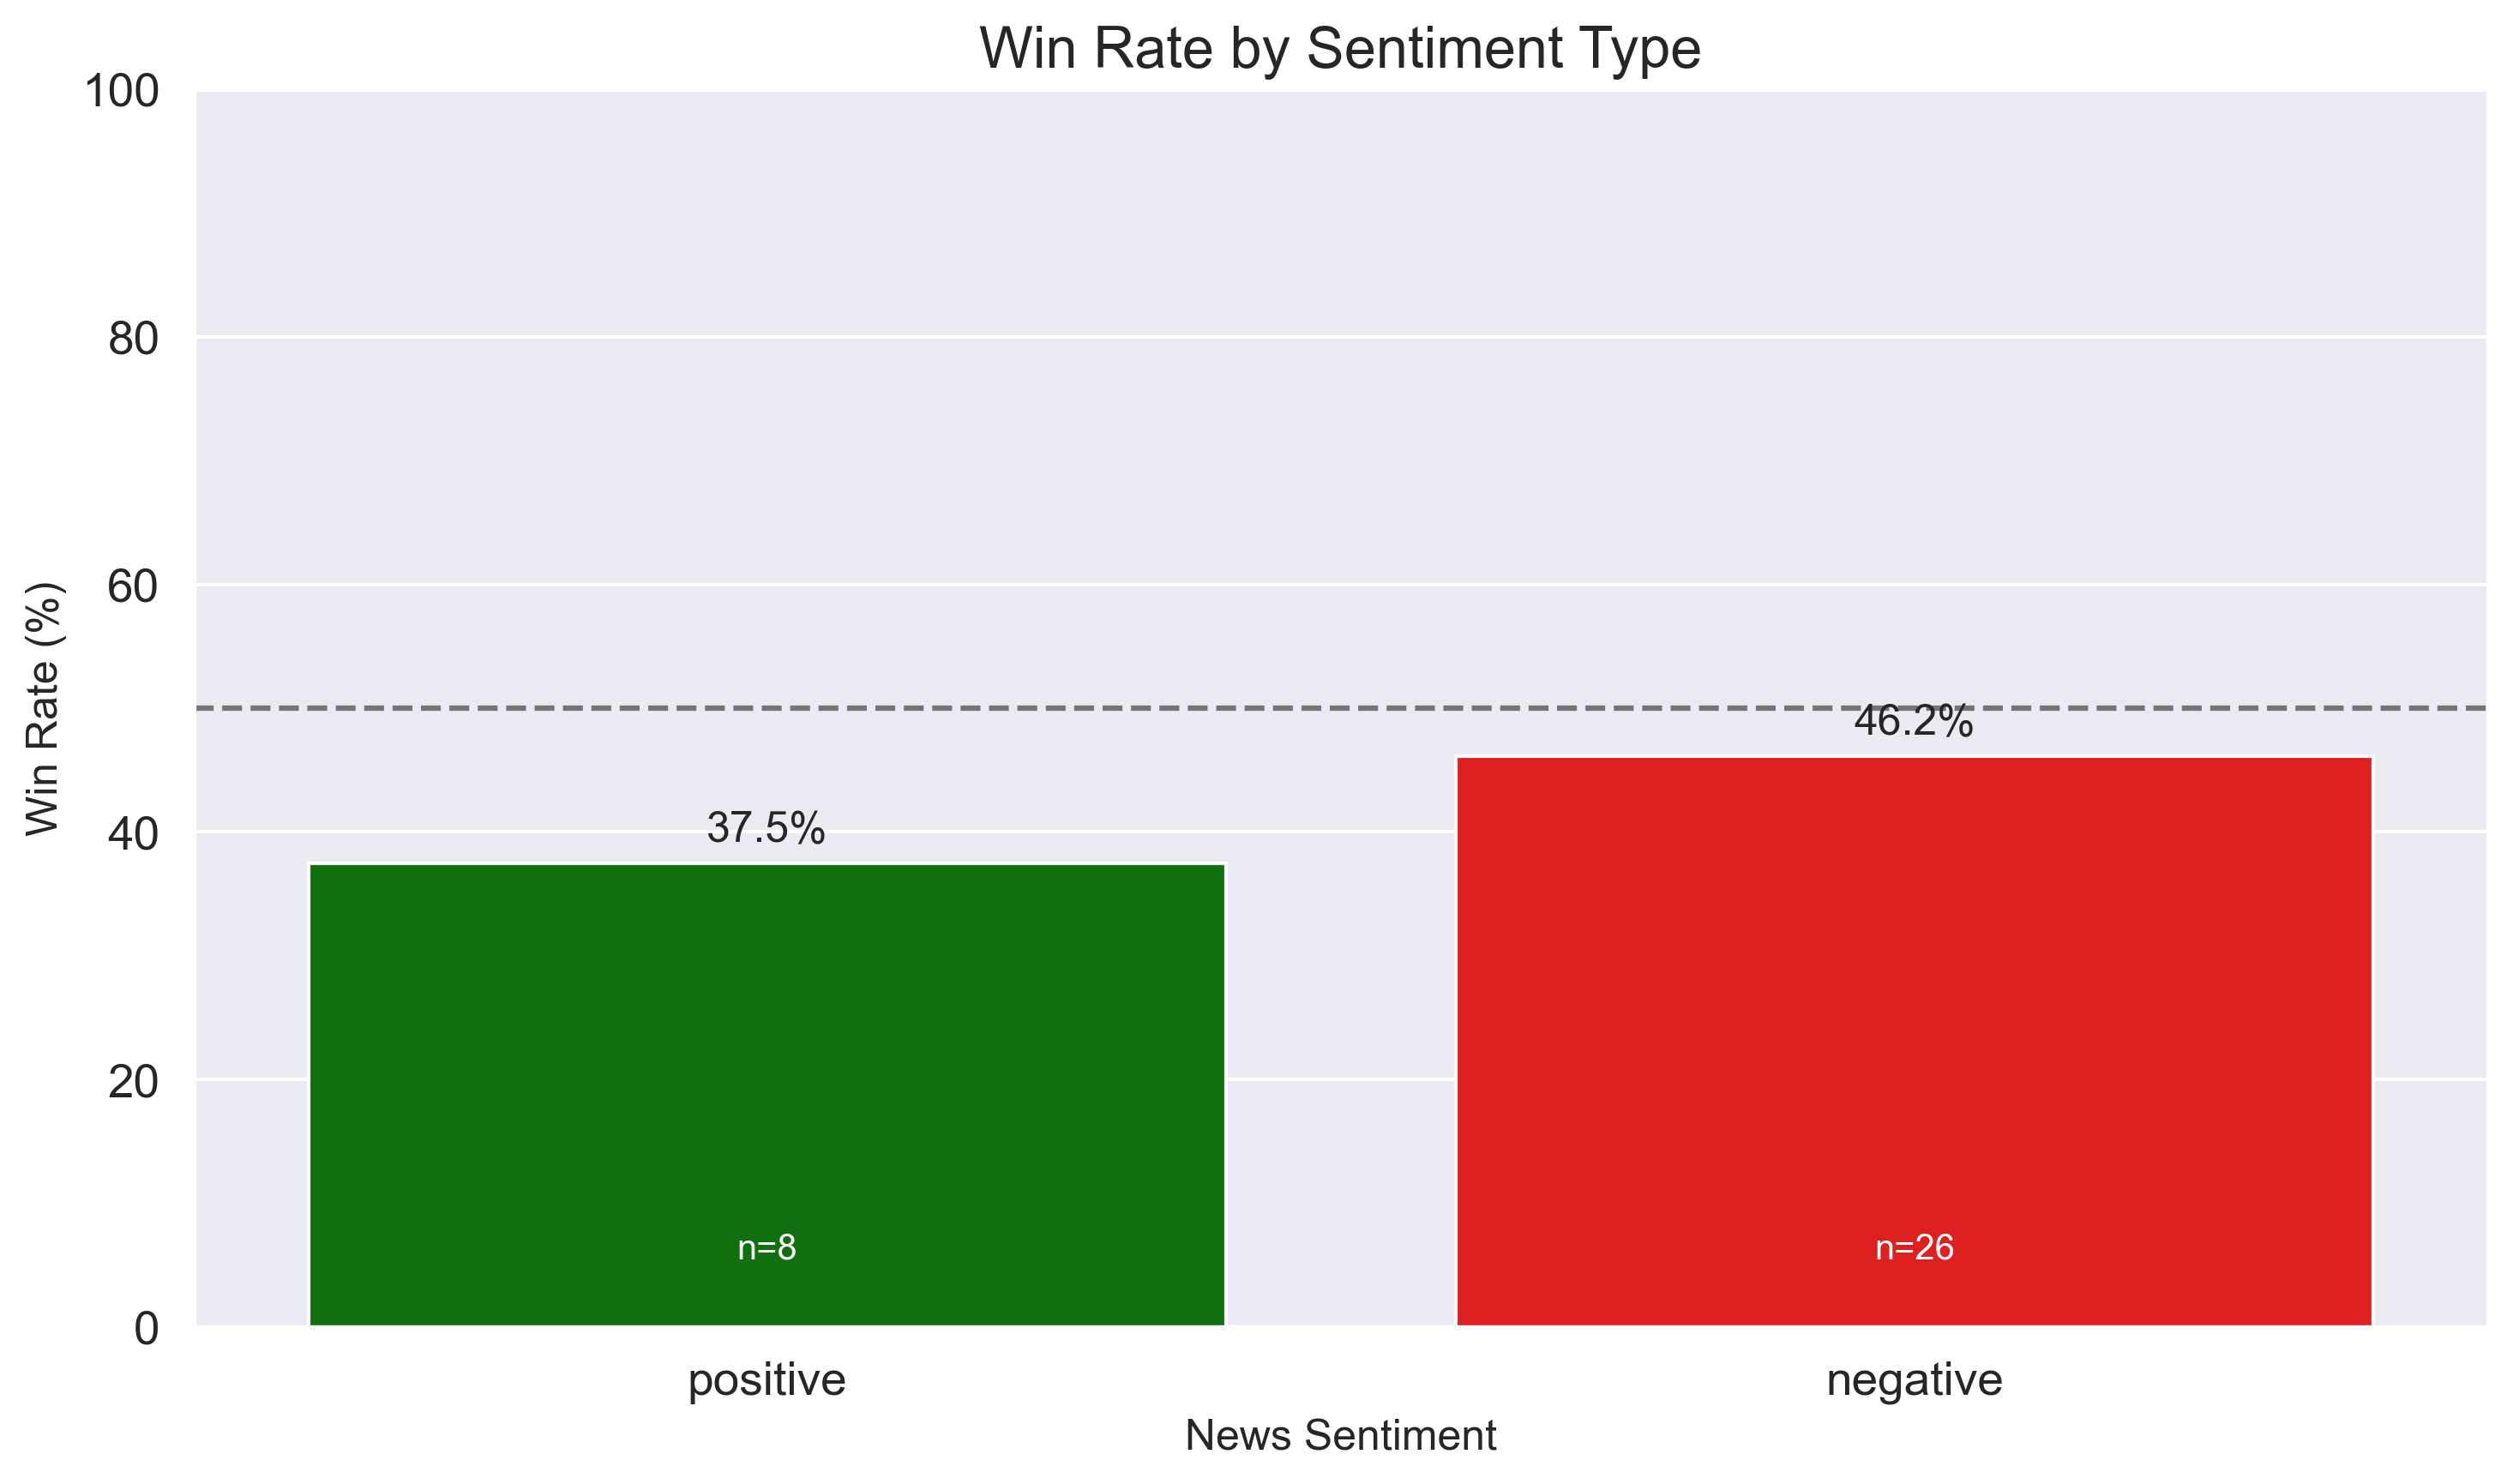 Win Rate by Sentiment Type
100
80
60
40
20
0
Win Rate (%)
37.5%
46.2%
n=8
n=26
positive
negative
News Sentiment